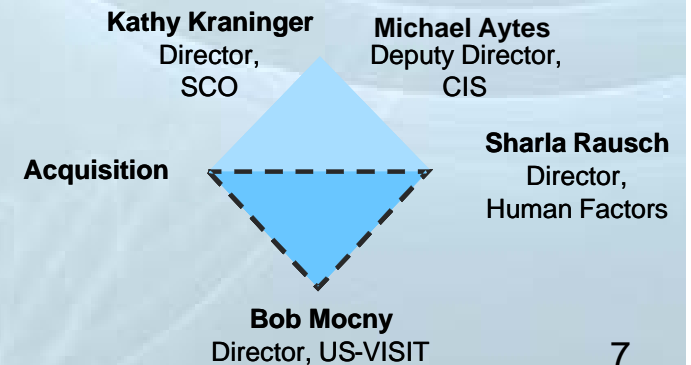 Kathy Kraninger
Director,
SCO
Michael Aytes
Deputy Director,
CIS
Acquisition
Sharla Rausch
Director,
Human Factors
Bob Mocny
Director, US-VISIT
7